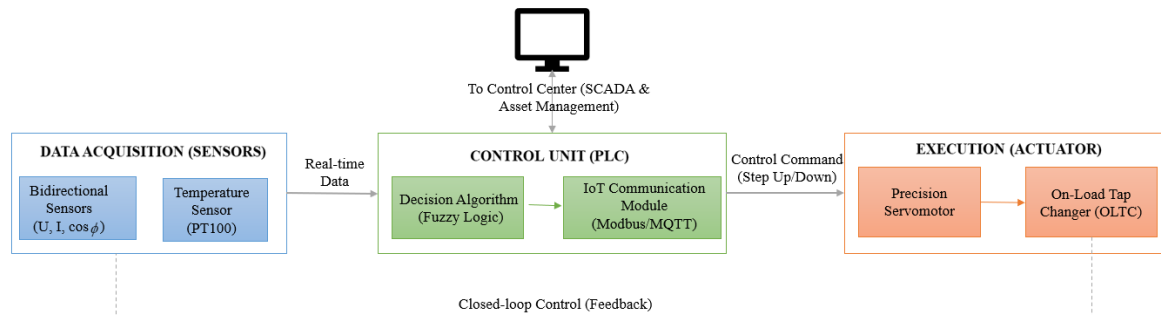 To Control Center (SCADA &
Asset Management)
DATA ACQUISITION (SENSORS)
Bidirectional
Sensors
(U, I, cosϕ)
Temperature
Sensor
(PT100)
Real-time
Data
CONTROL UNIT (PLC)
Decision Algorithm
(Fuzzy Logic)
IoT Communication
Module
(Modbus/MQTT)
Control Command
(Step Up/Down)
EXECUTION (ACTUATOR)
Precision
Servomotor
On-Load Tap
Changer (OLTC)
Closed-loop Control (Feedback)